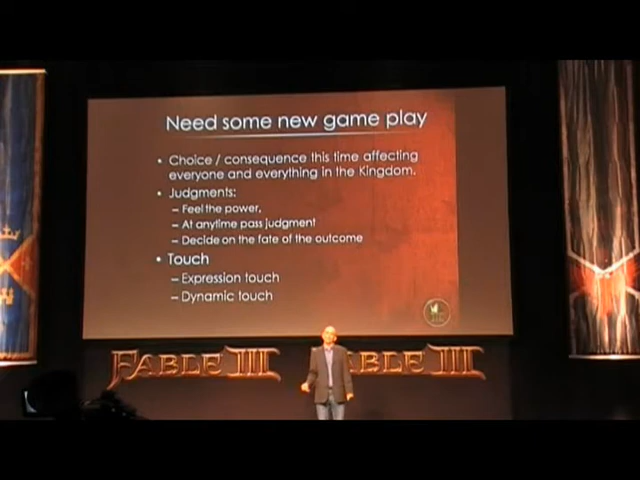 Need some new game play
• Choice / consequence this time affecting
everyone and everything in the Kingdom.
• Judgments:
– Feel the power,
– At anytime pass judgment
– Decide on the fate of the outcome
• Touch
– Expression touch
– Dynamic touch
FABLE III
ABLE III